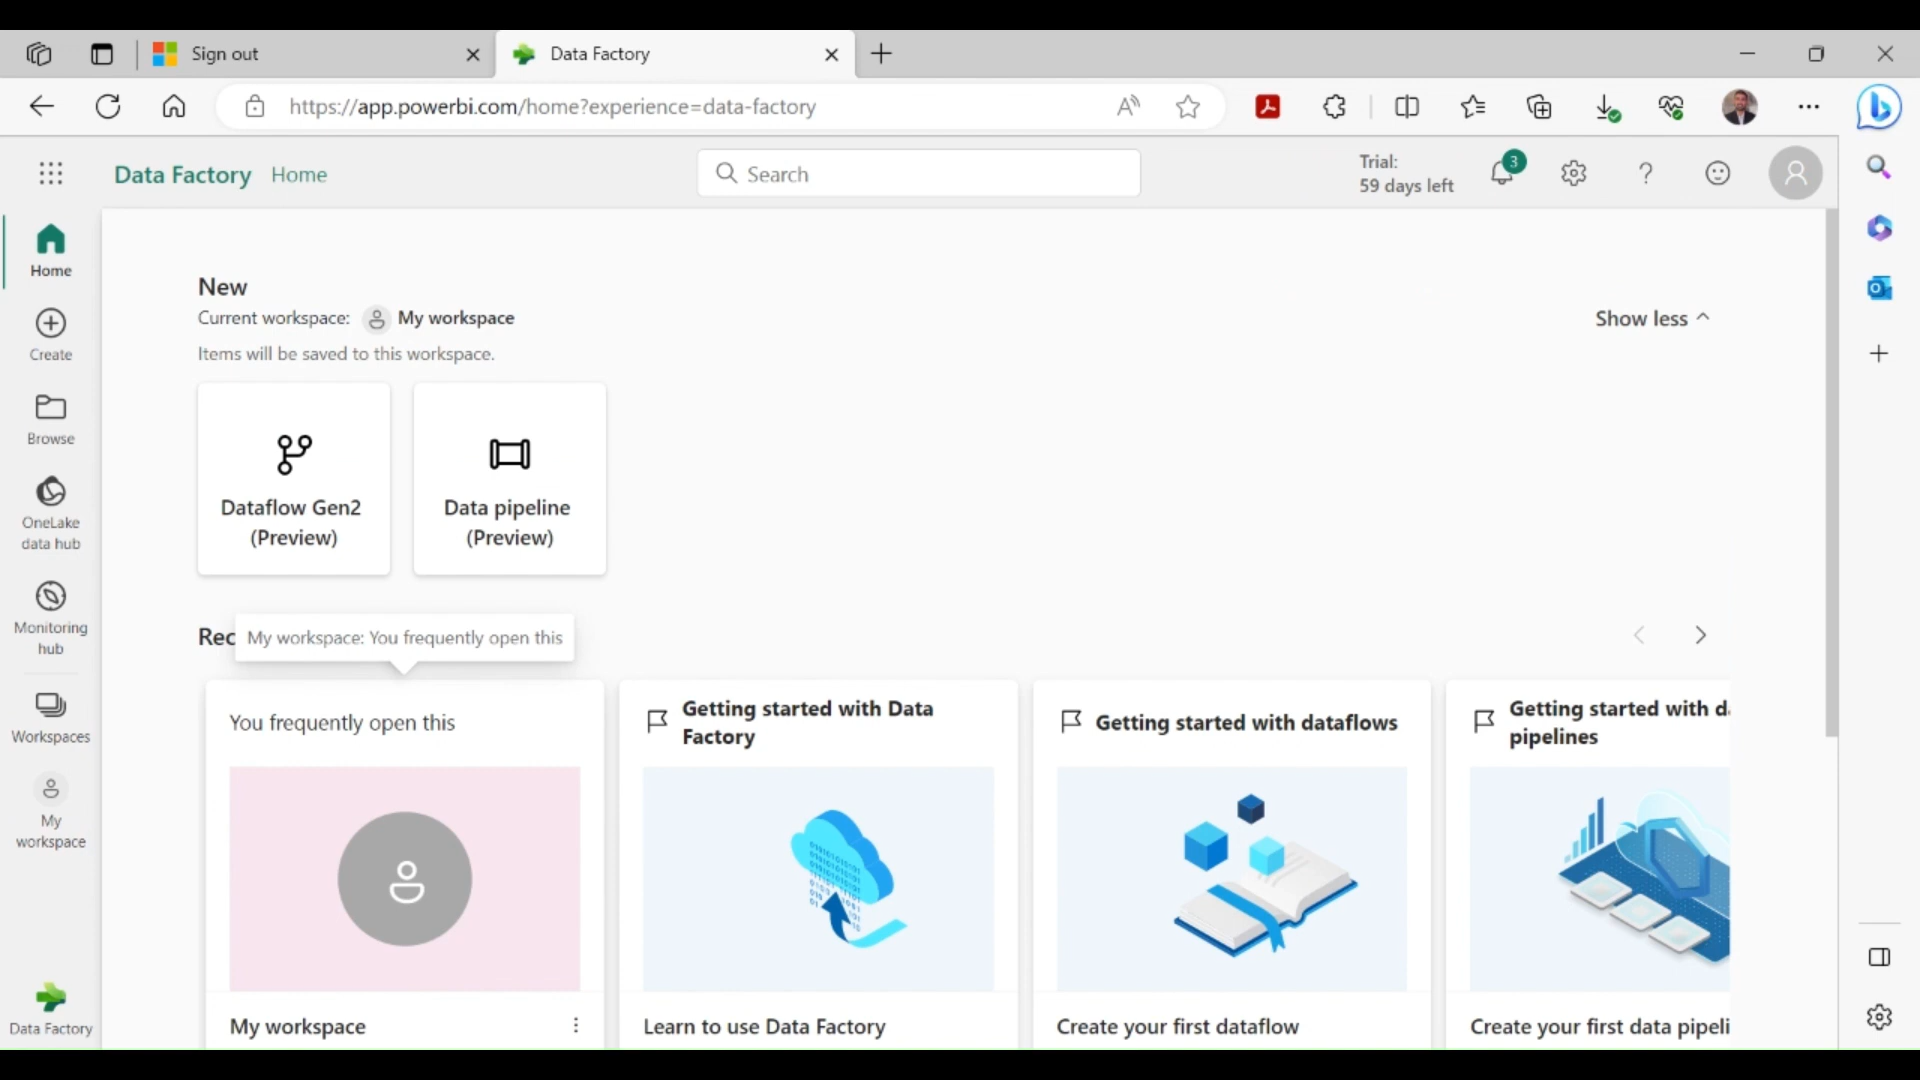 Sign out
Data Factory
https://app.powerbi.com/home?experience=data-factory
Data Factory Home
Search
Trial:
59 days left
3
Home
Create
Browse
OneLake
data hub
Monitoring
hub
Workspaces
My
workspace
Data Factory
New
Current workspace: My workspace
Items will be saved to this workspace.
Show less
Dataflow Gen2
(Preview)
Data pipeline
(Preview)
Rec
My workspace: You frequently open this
You frequently open this
My workspace
Getting started with Data
Factory
Learn to use Data Factory
Getting started with dataflows
Create your first dataflow
Getting started with da
pipelines
Create your first data pipeli